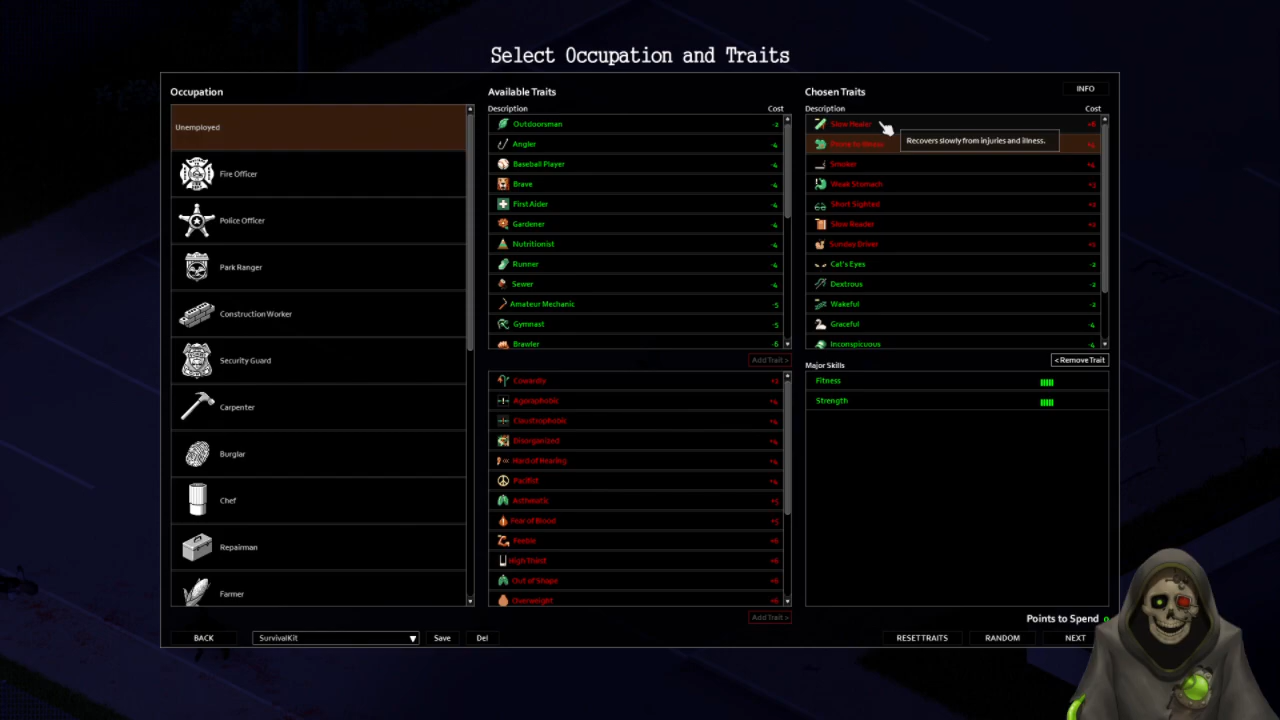 Select Occupation and Traits
Occupation
Available Traits
Chosen Traits
INFO
Description Cost
Description Cost
Unemployed
Fire Officer
Police Officer
Park Ranger
Construction Worker
Security Guard
Carpenter
Burglar
Chef
Repairman
Farmer
Outdoorsman -2
Angler -4
Baseball Player -4
Brave -4
First Aider -4
Gardener -4
Nutritionist -4
Runner -4
Sewer -4
Amateur Mechanic -5
Gymnast -5
Brawler -6
Add Trait >
Cowardly +2
Agoraphobic +4
Claustrophobic +4
Disorganized +4
Hard of Hearing +4
Pacifist +4
Asthmatic +5
Fear of Blood +5
Feeble +6
High Thirst +6
Out of Shape +6
Overweight +6
Add Trait >
Slow Healer +6
Recovers slowly from injuries and illness.
Prone to Illness +4
Smoker +4
Weak Stomach +3
Short Sighted +2
Slow Reader +2
Sunday Driver +1
Cat's Eyes -2
Dextrous -2
Wakeful -2
Graceful -4
Inconspicuous -4
< Remove Trait
Major Skills
Fitness
Strength
Points to Spend
BACK
SurvivalKit
Save
Del
RESET TRAITS
RANDOM
NEXT